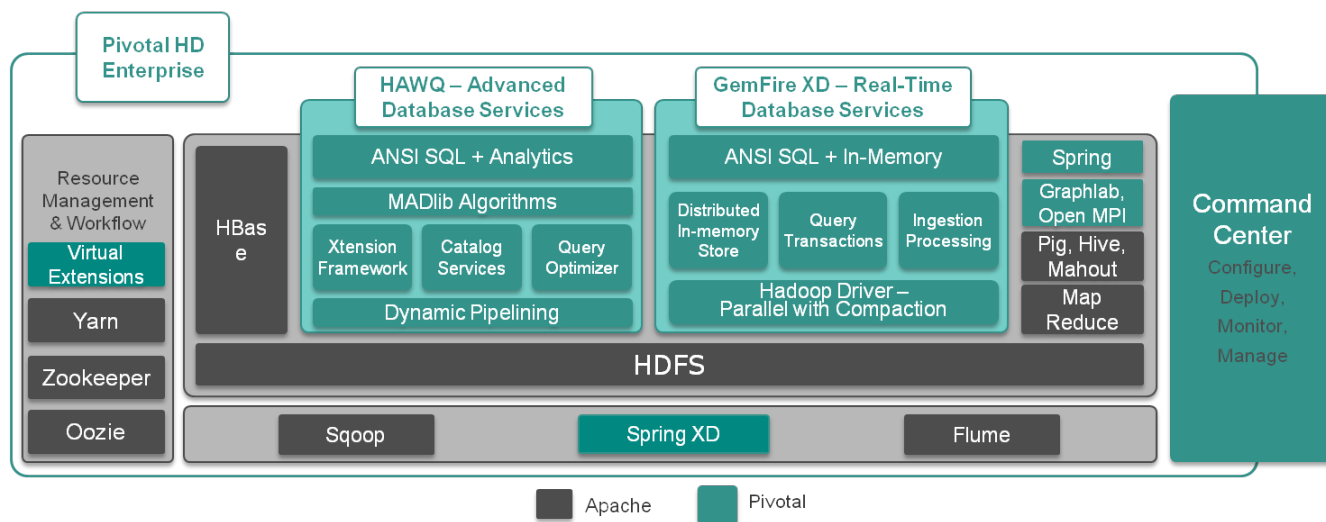 Pivotal HD
Enterprise
HAWQ – Advanced
Database Services
GemFire XD – Real-Time
Database Services
Resource
Management
& Workflow
Virtual
Extensions
Yarn
Zookeeper
Oozie
HBas
e
ANSI SQL + Analytics
MADlib Algorithms
Xtension
Framework
Catalog
Services
Query
Optimizer
Dynamic Pipelining
ANSI SQL + In-Memory
Distributed
In-memory
Store
Query
Transactions
Ingestion
Processing
Hadoop Driver –
Parallel with Compaction
Spring
Graphlab,
Open MPI
Pig, Hive,
Mahout
Map
Reduce
HDFS
Sqoop
Spring XD
Flume
Command
Center
Configure,
Deploy,
Monitor,
Manage
Apache
Pivotal